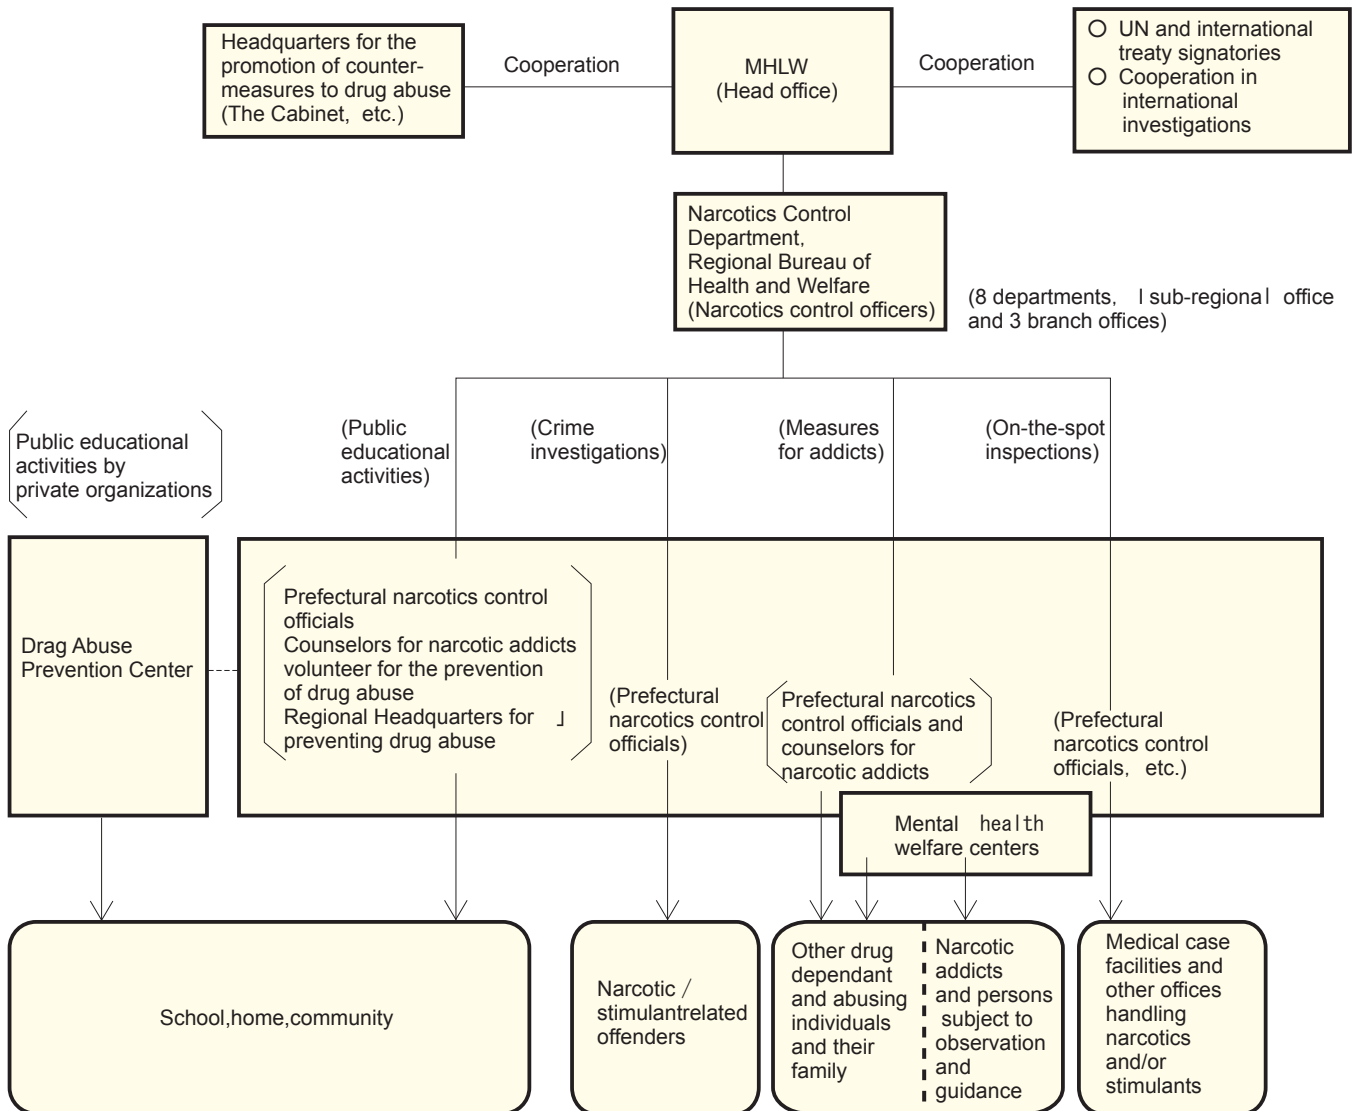 Headquarters for the
promotion of counter-
measures to drug abuse
(The Cabinet, etc.)
Cooperation
MHLW
(Head office)
Cooperation
○ UN and international
treaty signatories
○ Cooperation in
international
investigations
Narcotics Control
Department,
Regional Bureau of
Health and Welfare
(Narcotics control officers)
(8 departments, l sub-regional office
and 3 branch offices)
Public educational
activities by
private organizations
(Public
educational
activities)
(Crime
investigations)
(Measures
for addicts)
(On-the-spot
inspections)
Drag Abuse
Prevention Center
Prefectural narcotics control
officials
Counselors for narcotic addicts
volunteer for the prevention
of drug abuse
Regional Headquarters for 」
preventing drug abuse
(Prefectural
narcotics control
officials)
Prefectural narcotics
control officials and
counselors for
narcotic addicts
(Prefectural
narcotics control
officials, etc.)
Mental health
welfare centers
School,home,community
Narcotic /
stimulantrelated
offenders
Other drug
dependant
and abusing
individuals
and their
family
Narcotic
addicts
and persons
subject to
observation
and
guidance
Medical case
facilities and
other offices
handling
narcotics
and/or
stimulants